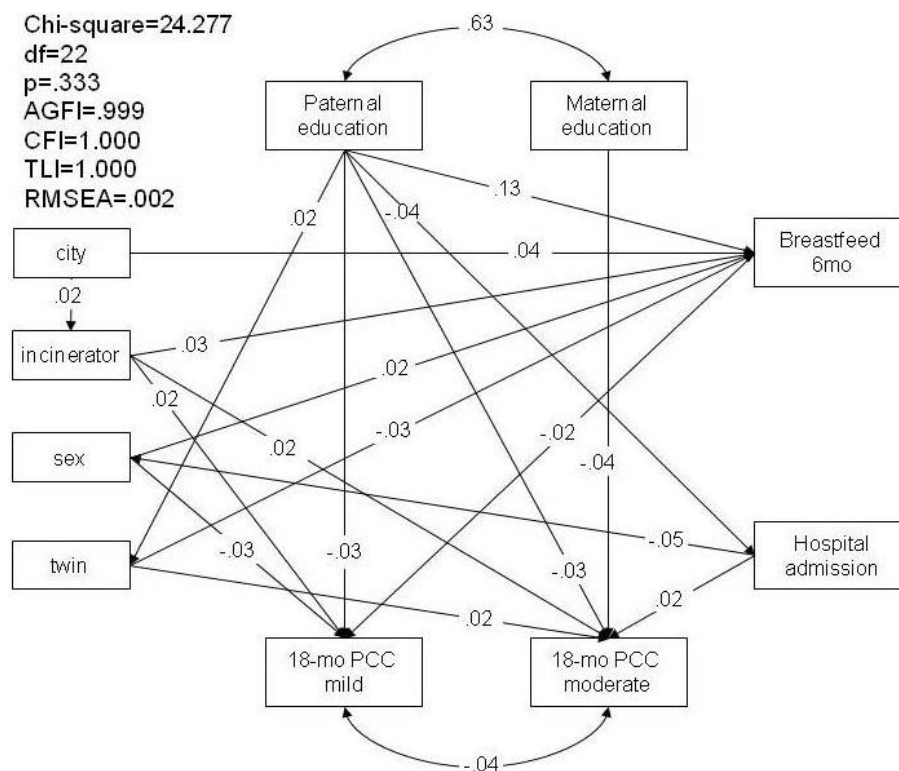 Chi-square=24.277
df=22
p=.333
AGFI=.999
CFI=1.000
TLI=1.000
RMSEA=.002
.63
Paternal
education
Maternal
education
.13
.02
-.04
city
.04
Breastfeed
6mo
.02
incinerator
.03
.02
.02
-.03
-.02
.02
-.04
sex
twin
-.03
-.03
-.03
-.05
Hospital
admission
.02
.02
18-mo PCC
mild
18-mo PCC
moderate
-.04